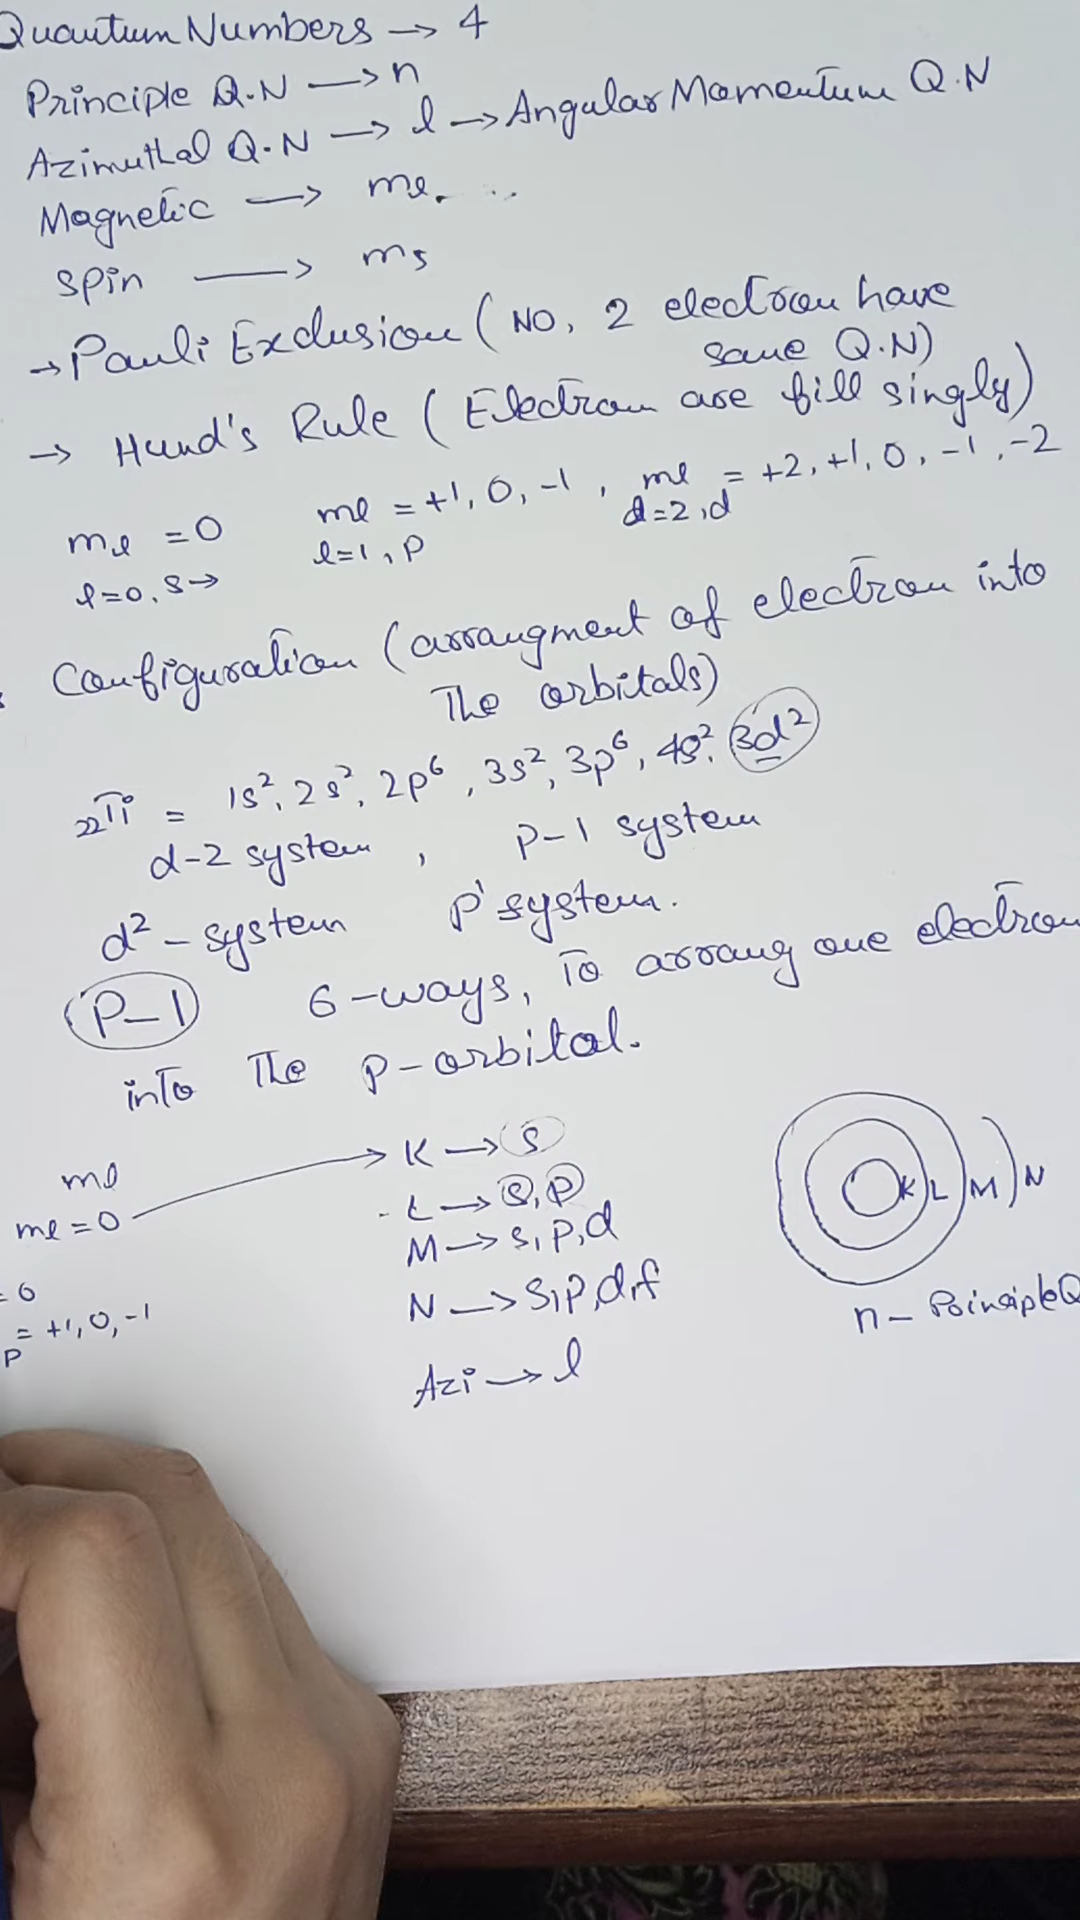 Quantum Numbers → 4
Principle Q.N → n
Azimuthal Q.N → l → Angular Momentum Q.N
Magnetic → ml.
Spin → ms
→ Pauli Exclusion (NO, 2 electron have
same Q.N)
→ Hund's Rule (Electron are fill singly)
ml = 0 ml = +1, 0, -1, ml = +2, +1, 0, -1, -2
l=0, s→ l=1, p d=2, d
Configuration (arrangment of electron into
The orbitals)
22Ti = 1s², 2s², 2p⁶, 3s², 3p⁶, 4s², 3d²
d-2 system, P-1 system
d²-system P' system.
P-1 6-ways, To arrang one electron
into The p-orbital.
K → s
ml
L → s, p
ml = 0
M → s, p, d
K L M N
N → s, p, d, f
= 0
= +1, 0, -1
p
n - Poinciple Q
Azi → l